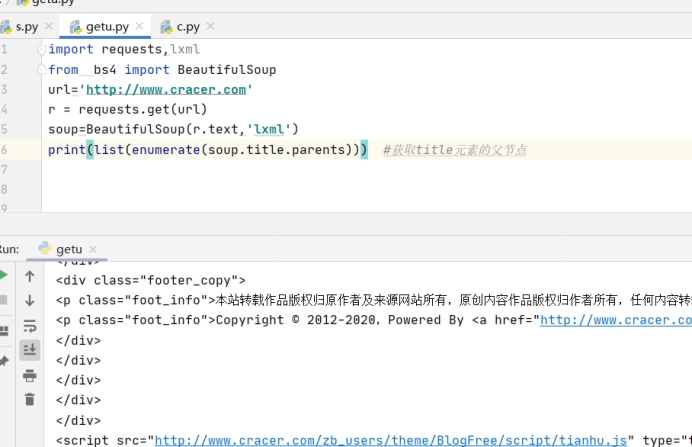 getu.py
s.py
getu.py
c.py
1 import requests,lxml
2 from bs4 import BeautifulSoup
3 url='http://www.cracer.com'
4 r = requests.get(url)
5 soup=BeautifulSoup(r.text,'lxml')
6 print(list(enumerate(soup.title.parents))) #获取title元素的父节点
7
8
9
Run: getu
</div>
<div class="footer_copy">
<p class="foot_info">本站转载作品版权归原作者及来源网站所有，原创内容作品版权归作者所有，任何内容转
<p class="foot_info">Copyright © 2012-2020，Powered By <a href="http://www.cracer.co
</div>
</div>
</div>
</div>
</div>
<script src="http://www.cracer.com/zb_users/theme/BlogFree/script/tianhu.js" type="t